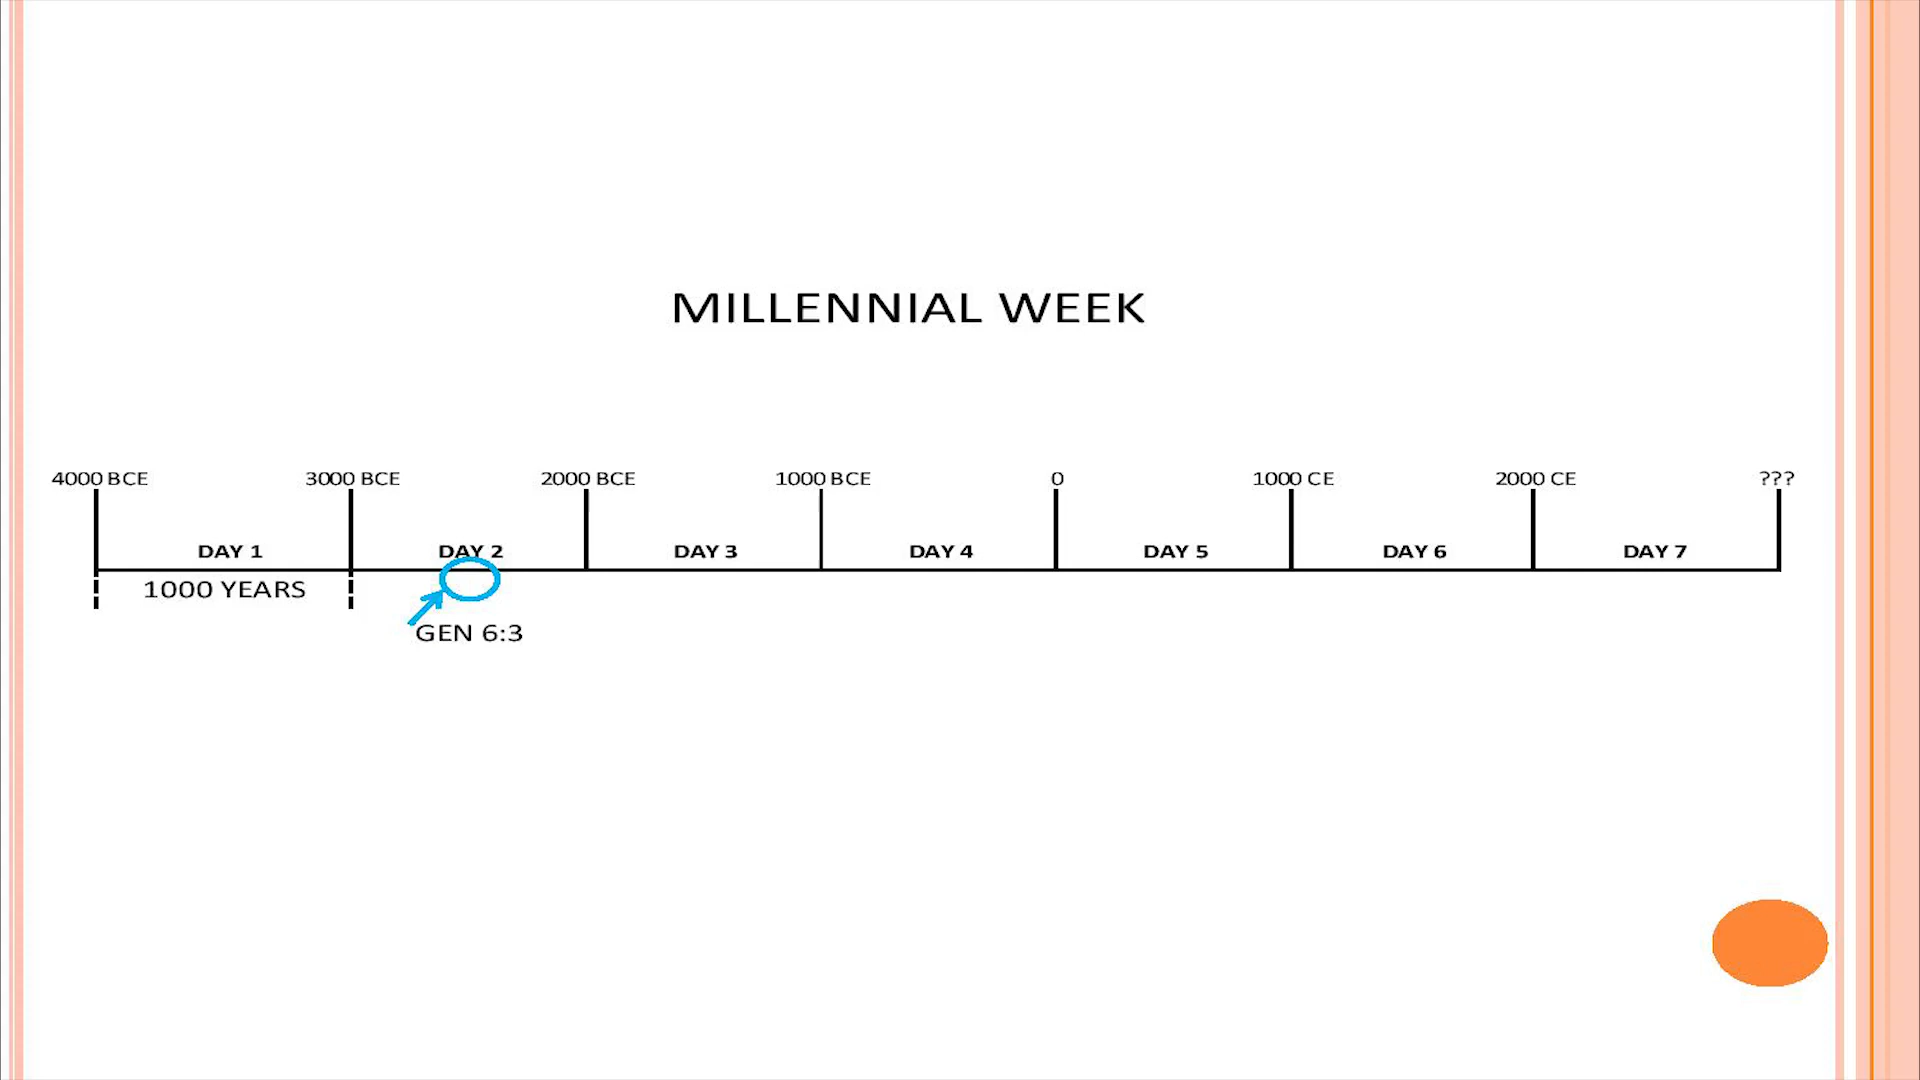 MILLENNIAL WEEK
4000 BCE 3000 BCE 2000 BCE 1000 BCE 0 1000 CE 2000 CE ???
DAY 1 DAY 2 DAY 3 DAY 4 DAY 5 DAY 6 DAY 7
1000 YEARS
GEN 6:3